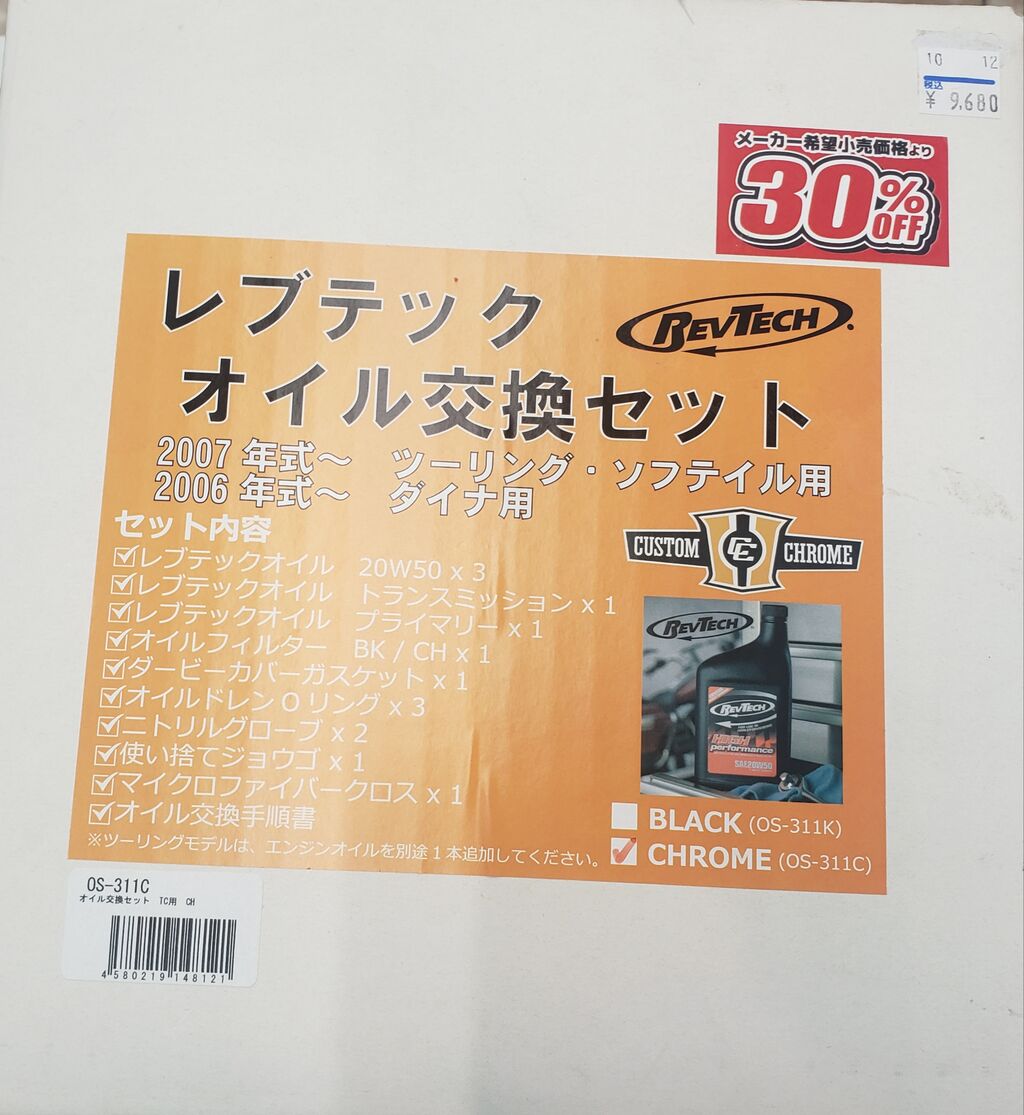 10 12
税込
¥ 9,680
メーカー希望小売価格より
30%OFF
レブテック
REVTECH
オイル交換セット
2007 年式～ ツーリング・ソフテイル用
2006 年式～ ダイナ用
セット内容
レブテックオイル 20W50 x 3
レブテックオイル トランスミッション x 1
レブテックオイル プライマリー x 1
オイルフィルター BK / CH x 1
ダービーカバーガスケット x 1
オイルドレン O リング x 3
ニトリルグローブ x 2
使い捨てジョウゴ x 1
マイクロファイバークロス x 1
オイル交換手順書
※ツーリングモデルは、エンジンオイルを別途 1 本追加してください。
CUSTOM CC CHROME
REVTECH
REVTECH
HIGH performance
SAE20W50
BLACK (OS-311K)
CHROME (OS-311C)
OS-311C
オイル交換セット TC用 CH
4 580219 148121